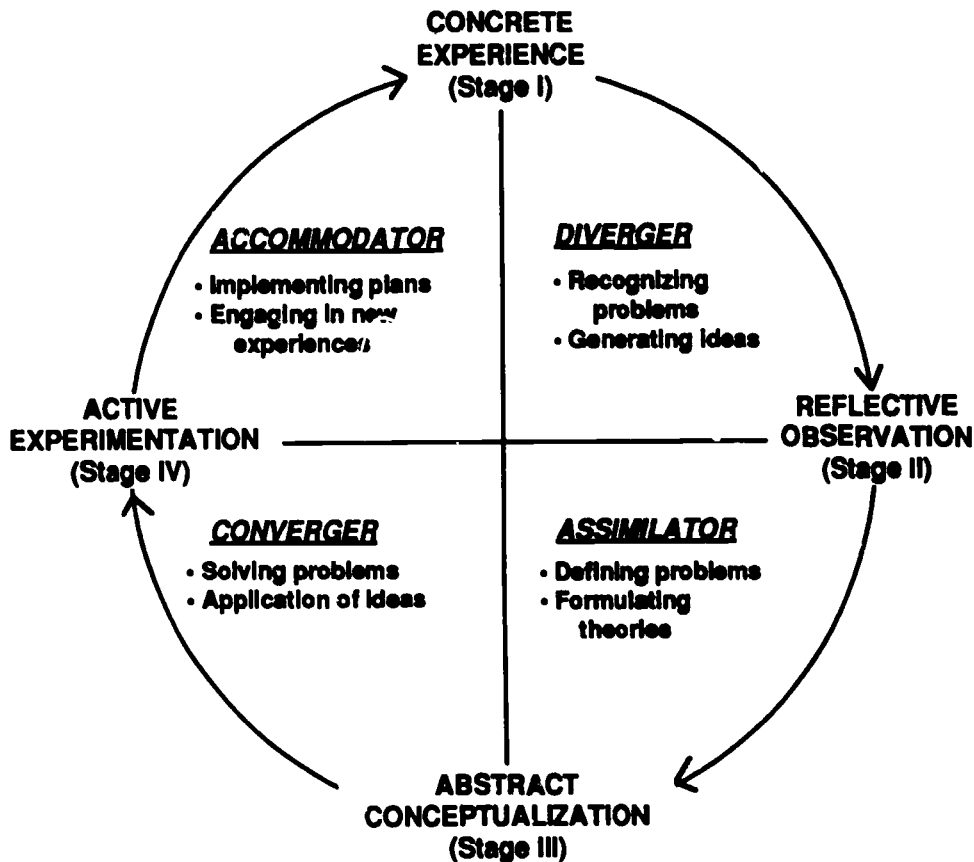 CONCRETE
EXPERIENCE
(Stage I)
ACCOMMODATOR
• Implementing plans
• Engaging in new
experiences
DIVERGER
• Recognizing
problems
• Generating ideas
ACTIVE
EXPERIMENTATION
(Stage IV)
REFLECTIVE
OBSERVATION
(Stage II)
CONVERGER
• Solving problems
• Application of ideas
ASSIMILATOR
• Defining problems
• Formulating
theories
ABSTRACT
CONCEPTUALIZATION
(Stage III)